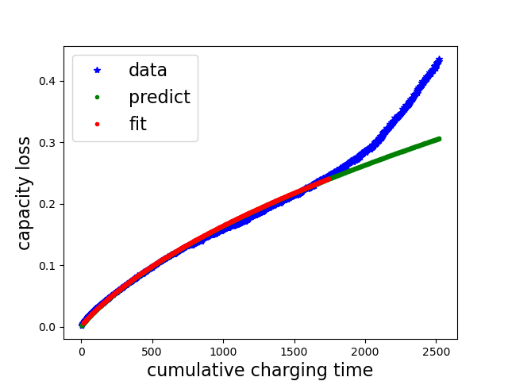 data
predict
fit
0.4
0.3
0.2
0.1
0.0
capacity loss
0 500 1000 1500 2000 2500
cumulative charging time